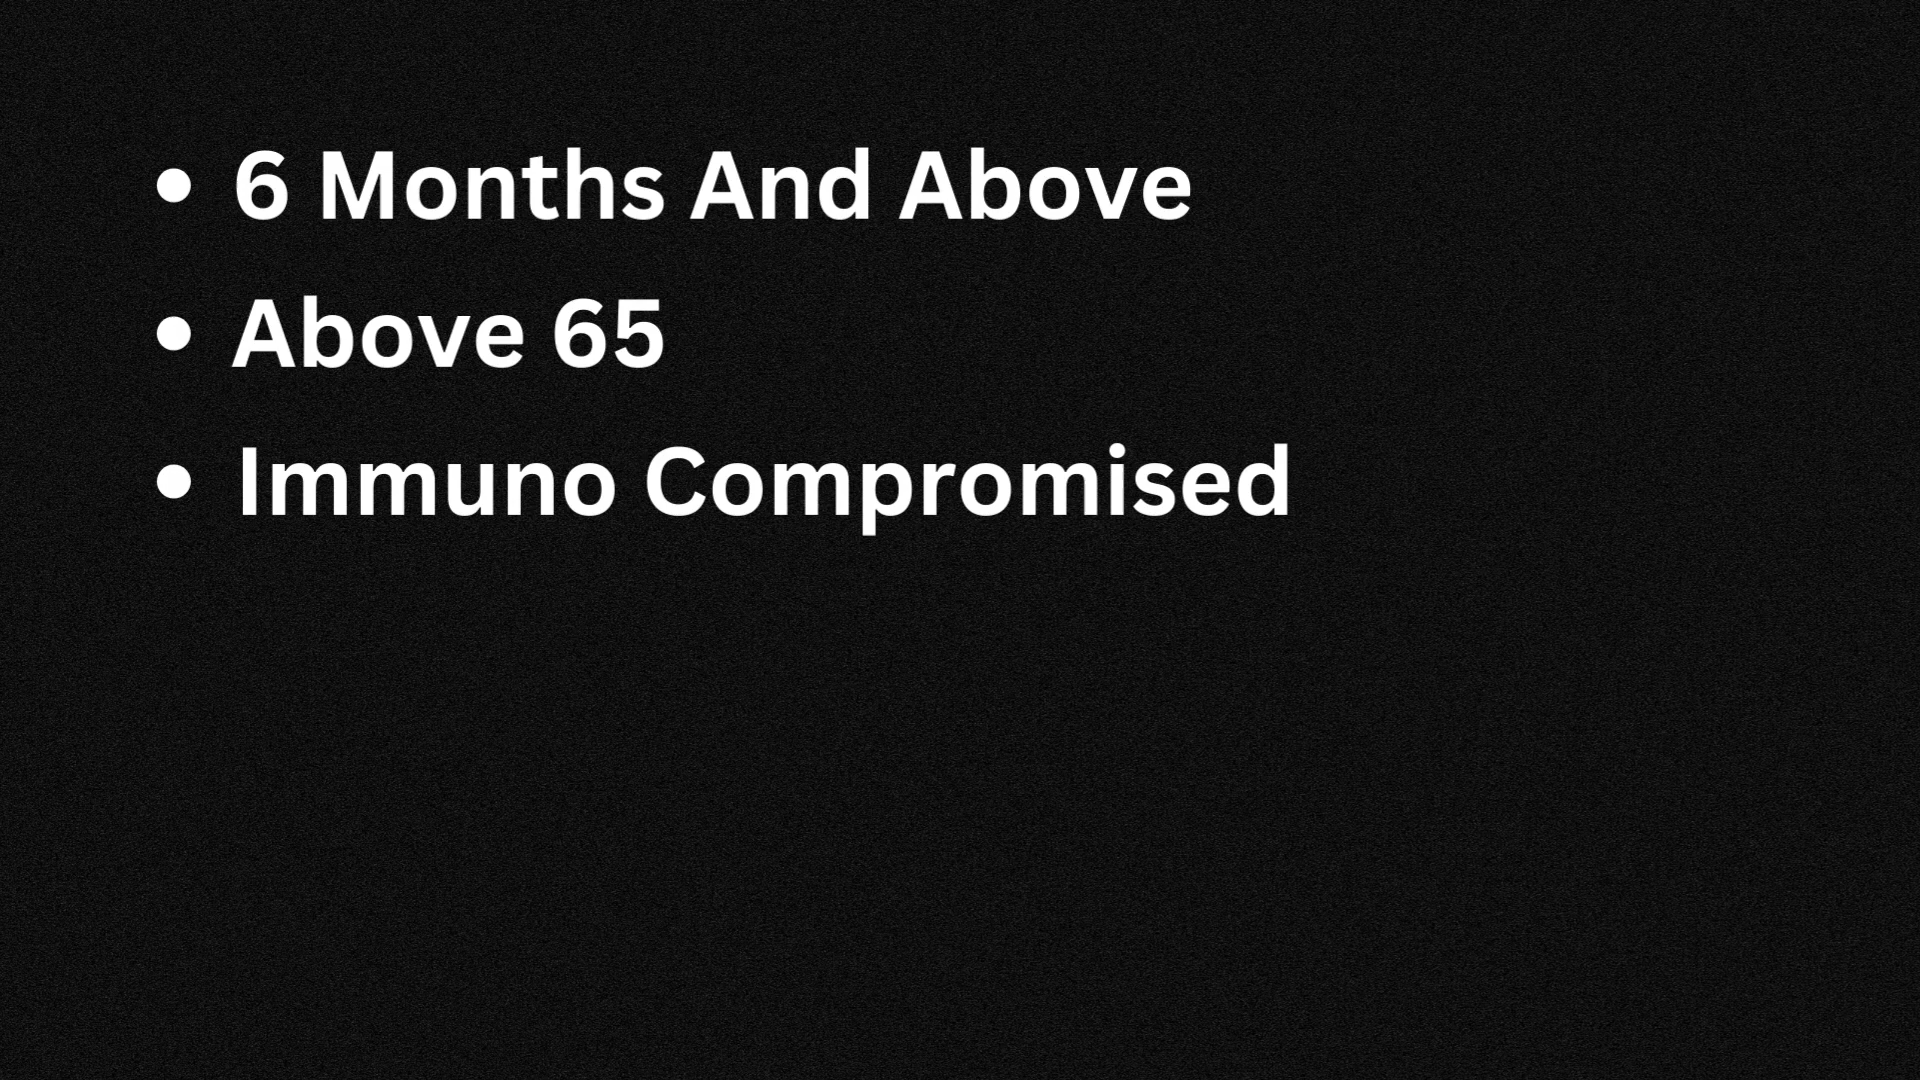 • 6 Months And Above
• Above 65
• Immuno Compromised